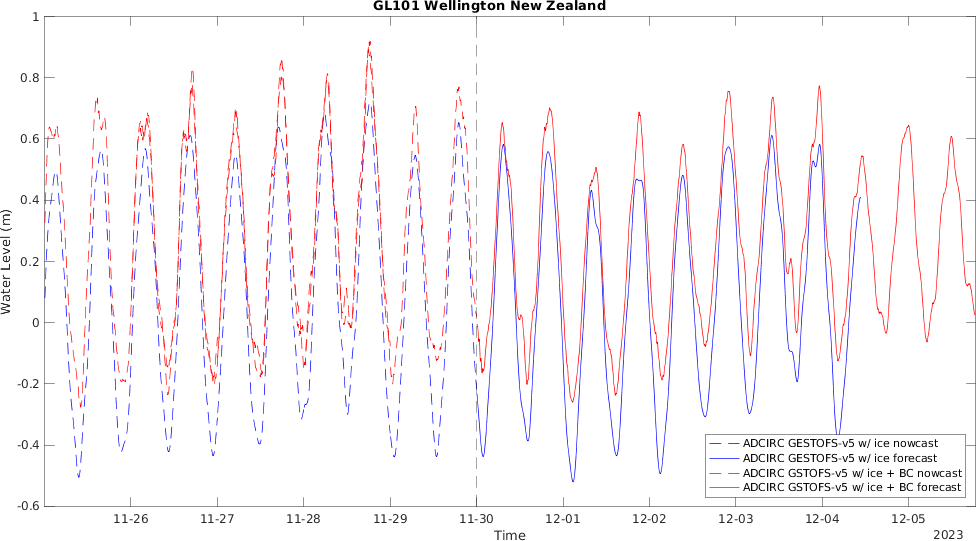 GL101 Wellington New Zealand
1
0.8
0.6
0.4
0.2
0
-0.2
-0.4
-0.6
Water Level (m)
11-26 11-27 11-28 11-29 11-30 12-01 12-02 12-03 12-04 12-05
Time
2023
ADCIRC GESTOFS-v5 w/ ice nowcast
ADCIRC GESTOFS-v5 w/ ice forecast
ADCIRC GSTOFS-v5 w/ ice + BC nowcast
ADCIRC GSTOFS-v5 w/ ice + BC forecast